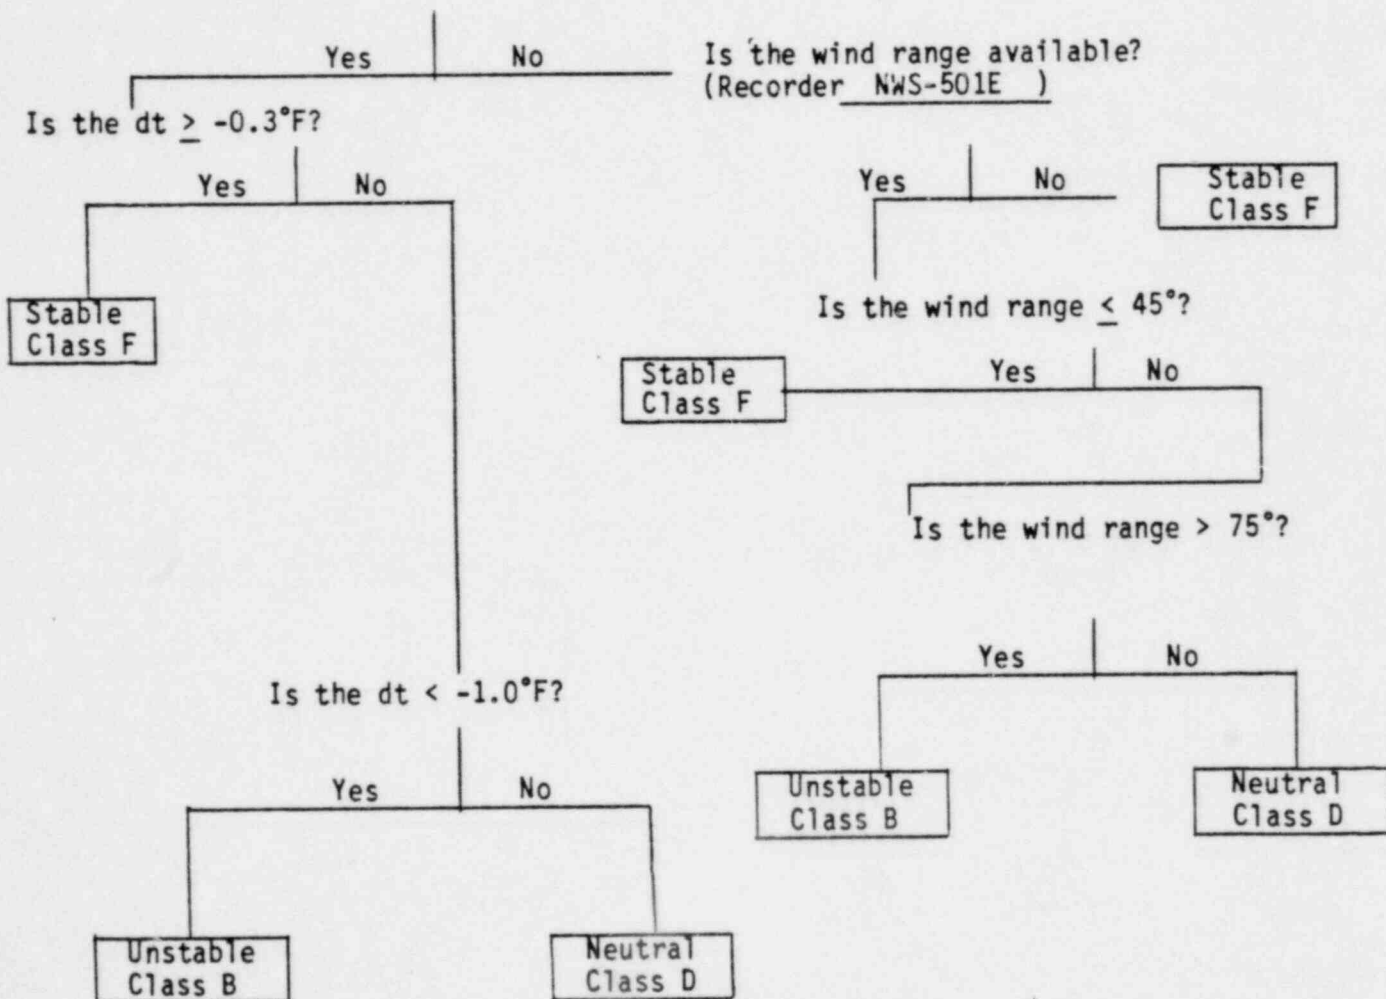 Yes No
Is the wind range available?
(Recorder NWS-501E )
Is the dt ≥ -0.3°F?
Yes No
Stable
Class F
Yes No
Stable
Class F
Is the wind range ≤ 45°?
Stable
Class F
Yes No
Is the wind range > 75°?
Is the dt < -1.0°F?
Yes No
Unstable
Class B
Neutral
Class D
Yes No
Unstable
Class B
Neutral
Class D